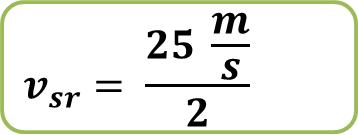 v_sr = (25 m/s) / 2